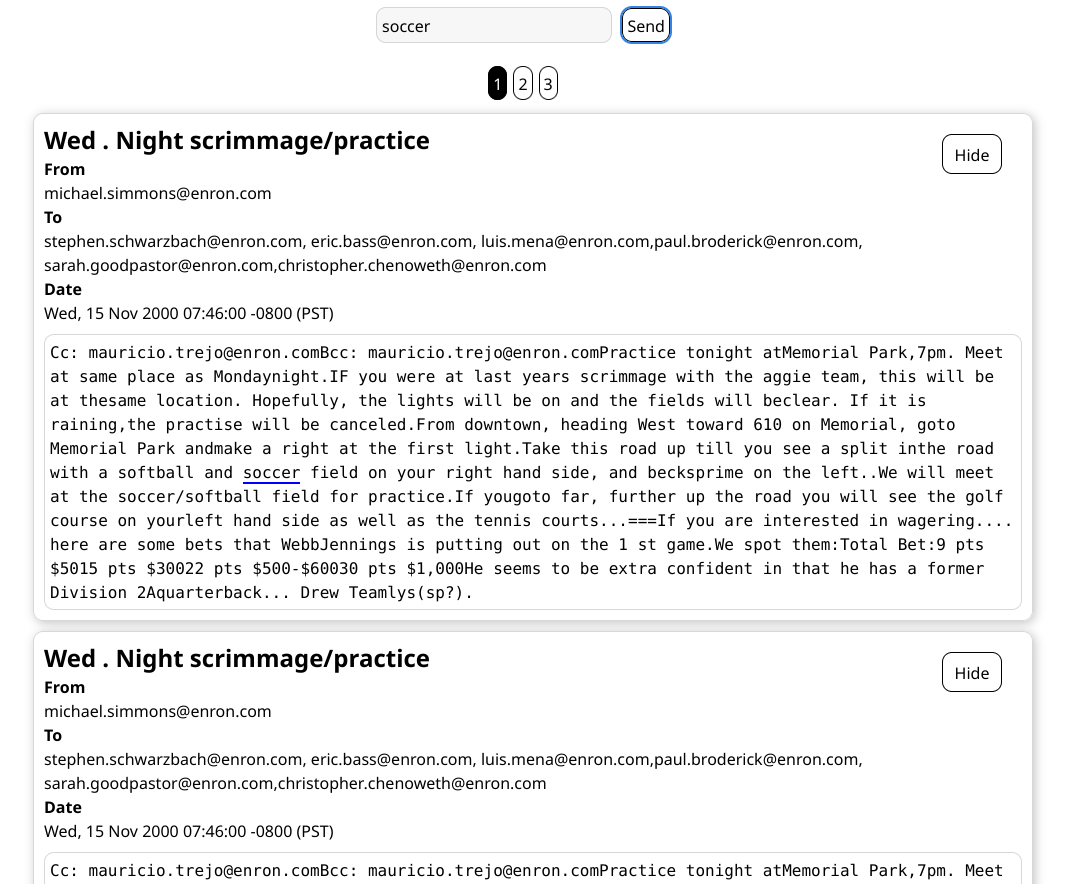 soccer Send
1 2 3
Wed . Night scrimmage/practice
Hide
From
michael.simmons@enron.com
To
stephen.schwarzbach@enron.com, eric.bass@enron.com, luis.mena@enron.com,paul.broderick@enron.com,
sarah.goodpastor@enron.com,christopher.chenoweth@enron.com
Date
Wed, 15 Nov 2000 07:46:00 -0800 (PST)
Cc: mauricio.trejo@enron.comBcc: mauricio.trejo@enron.comPractice tonight atMemorial Park,7pm. Meet
at same place as Mondaynight.IF you were at last years scrimmage with the aggie team, this will be
at thesame location. Hopefully, the lights will be on and the fields will beclear. If it is
raining,the practise will be canceled.From downtown, heading West toward 610 on Memorial, goto
Memorial Park andmake a right at the first light.Take this road up till you see a split inthe road
with a softball and soccer field on your right hand side, and becksprime on the left..We will meet
at the soccer/softball field for practice.If yougoto far, further up the road you will see the golf
course on yourleft hand side as well as the tennis courts...===If you are interested in wagering....
here are some bets that WebbJennings is putting out on the 1 st game.We spot them:Total Bet:9 pts
$5015 pts $30022 pts $500-$60030 pts $1,000He seems to be extra confident in that he has a former
Division 2Aquarterback... Drew Teamlys(sp?).
Wed . Night scrimmage/practice
Hide
From
michael.simmons@enron.com
To
stephen.schwarzbach@enron.com, eric.bass@enron.com, luis.mena@enron.com,paul.broderick@enron.com,
sarah.goodpastor@enron.com,christopher.chenoweth@enron.com
Date
Wed, 15 Nov 2000 07:46:00 -0800 (PST)
Cc: mauricio.trejo@enron.comBcc: mauricio.trejo@enron.comPractice tonight atMemorial Park,7pm. Meet